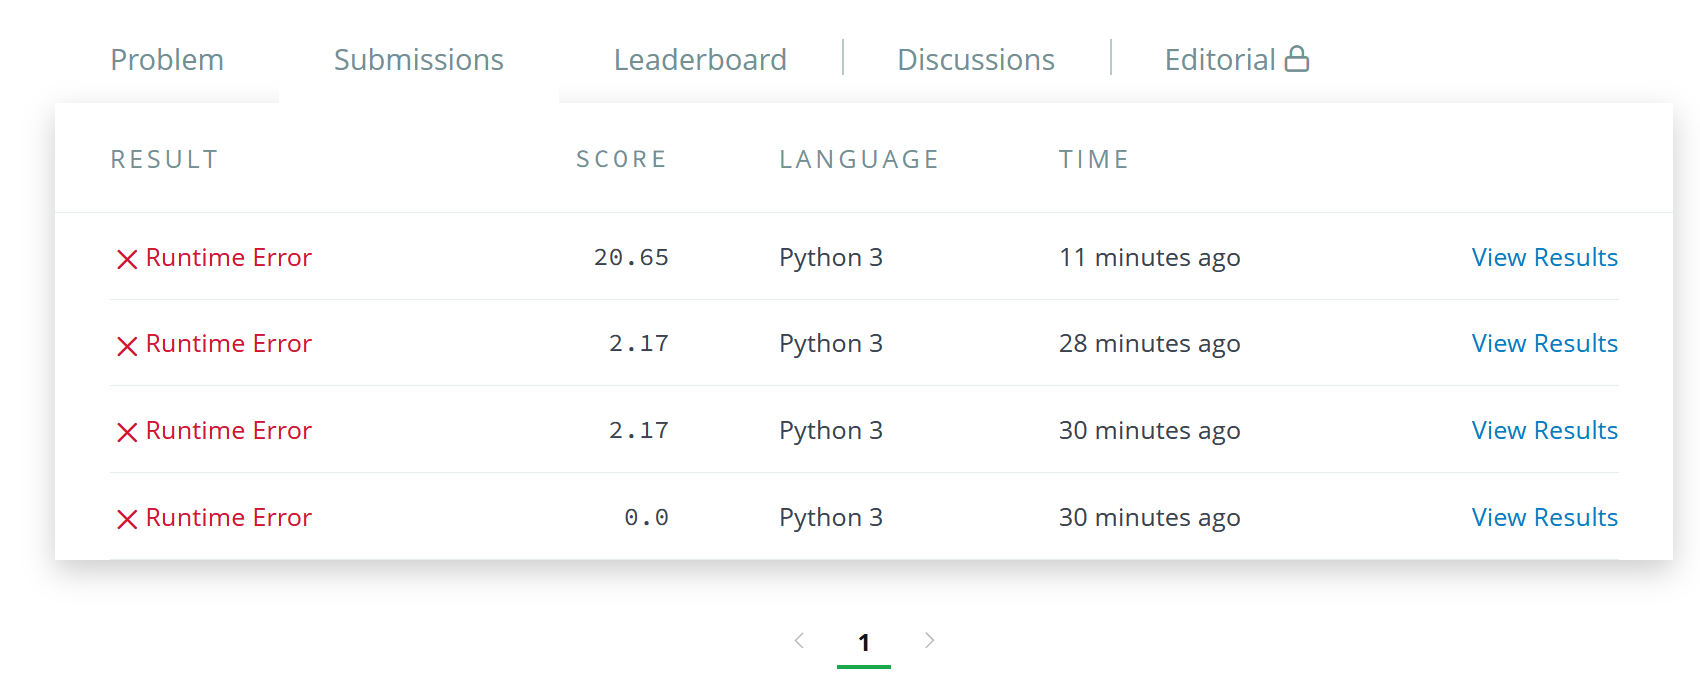 Problem Submissions Leaderboard Discussions Editorial
RESULT SCORE LANGUAGE TIME
Runtime Error 20.65 Python 3 11 minutes ago View Results
Runtime Error 2.17 Python 3 28 minutes ago View Results
Runtime Error 2.17 Python 3 30 minutes ago View Results
Runtime Error 0.0 Python 3 30 minutes ago View Results
1